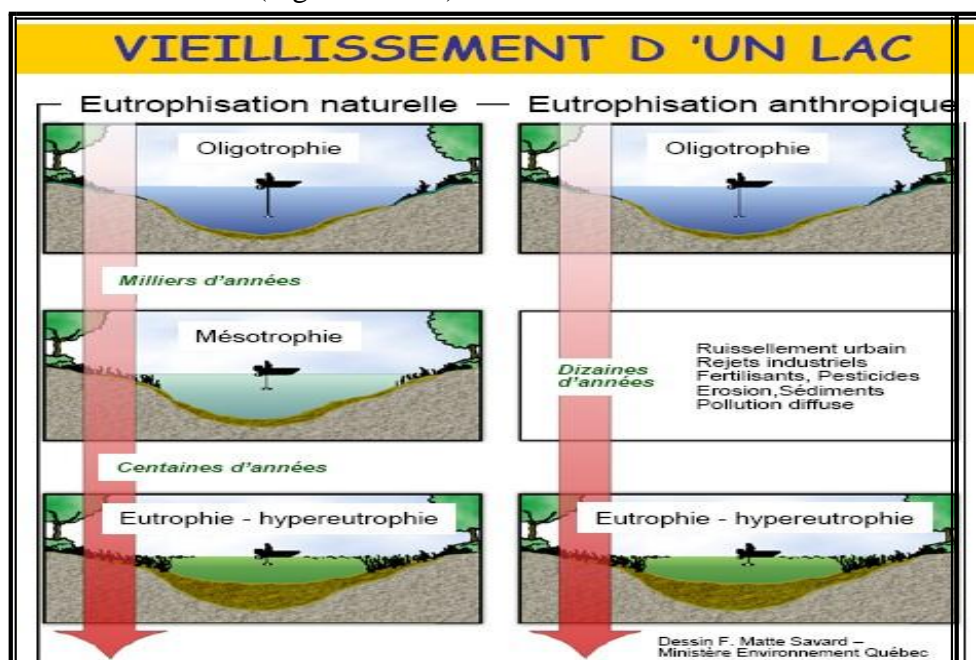 VIEILLISSEMENT D 'UN LAC
Eutrophisation naturelle
Oligotrophie
Milliers d'années
Mésotrophie
Centaines d'années
Eutrophie - hypereutrophie
Eutrophisation anthropique
Oligotrophie
Dizaines
d'années
Ruissellement urbain
Rejets industriels
Fertilisants, Pesticides
Erosion,Sédiments
Pollution diffuse
Eutrophie - hypereutrophie
Dessin F. Matte Savard –
Ministère Environnement Québec